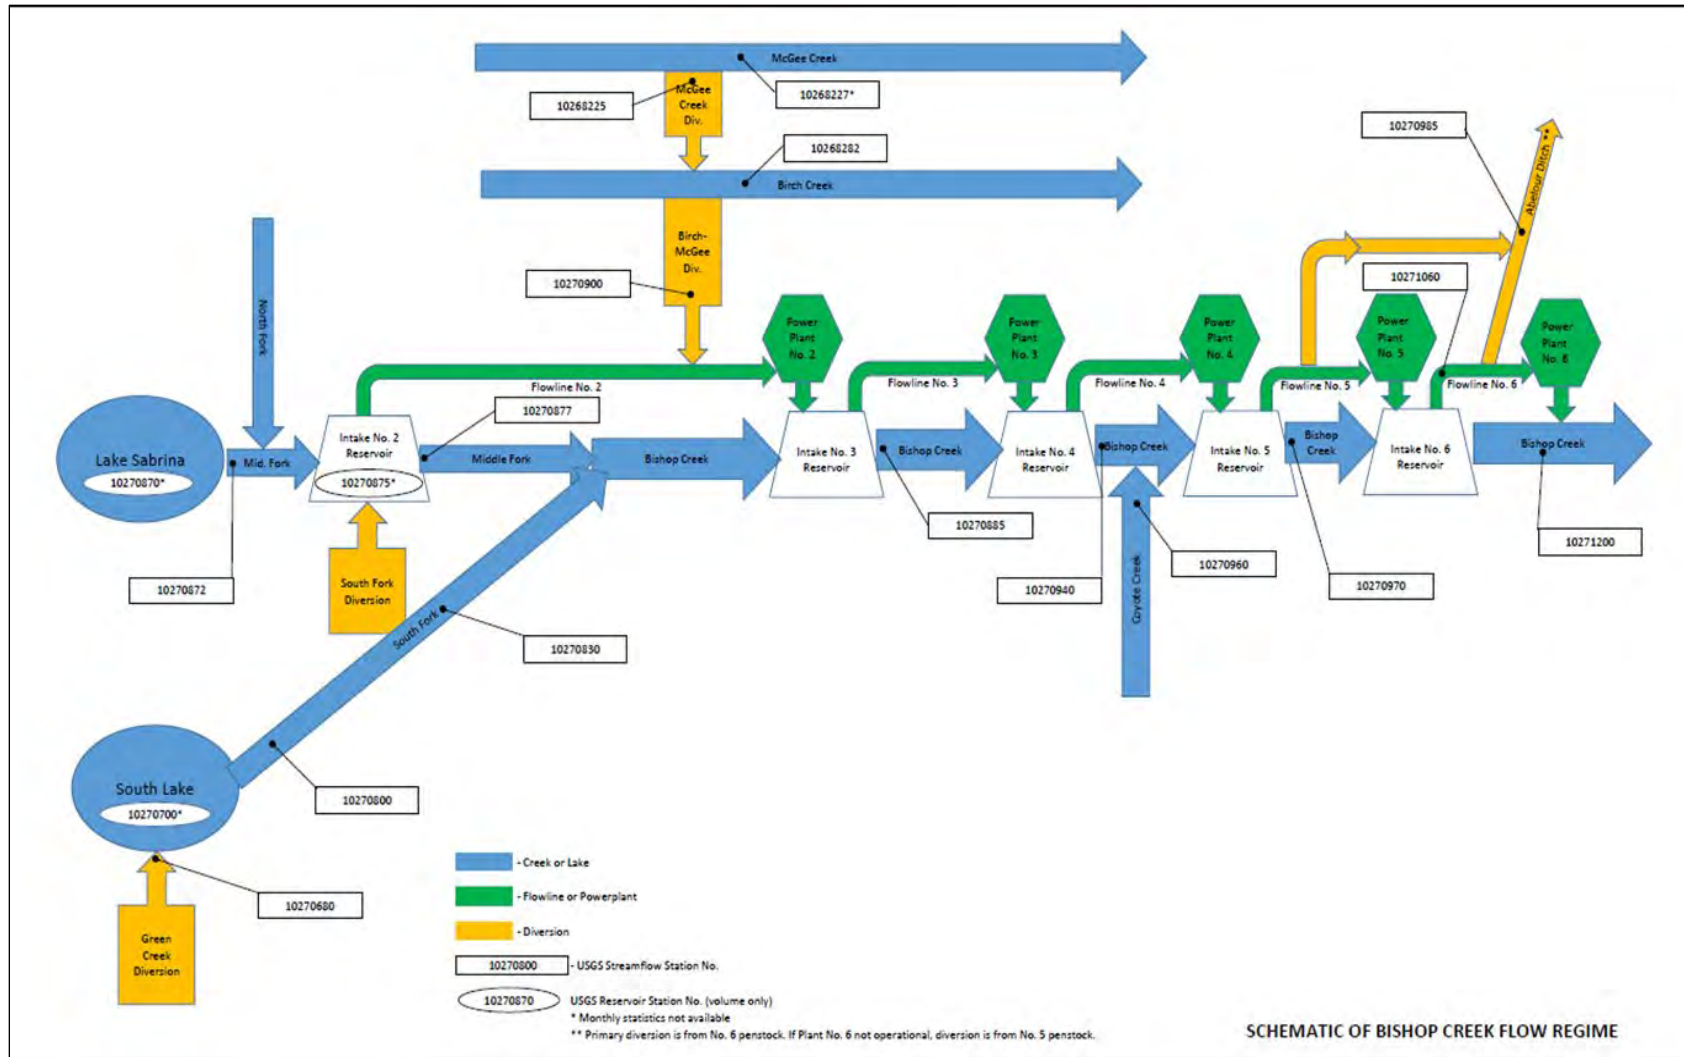 McGee Creek
McGee
Creek
Div.
10268225
10268227*
10268282
Birch Creek
10270985
Abelour Ditch **
Birch-
McGee
Div.
10270900
10271060
North Fork
Power
Plant
No. 2
Power
Plant
No. 3
Power
Plant
No. 4
Power
Plant
No. 5
Power
Plant
No. 6
Flowline No. 2
Flowline No. 3
Flowline No. 4
Flowline No. 5
Flowline No. 6
10270877
Lake Sabrina
10270870*
Mid. Fork
Intake No. 2
Reservoir
10270875*
Middle Fork
Bishop Creek
Intake No. 3
Reservoir
Bishop Creek
Intake No. 4
Reservoir
Bishop Creek
Intake No. 5
Reservoir
Bishop
Creek
Intake No. 6
Reservoir
Bishop Creek
10270885
10271200
10270872
South Fork
Diversion
10270940
Coyote Creek
10270960
10270970
South Fork
10270830
South Lake
10270700*
10270800
10270680
Green
Creek
Diversion
- Creek or Lake
- Flowline or Powerplant
- Diversion
10270800 - USGS Streamflow Station No.
10270870 USGS Reservoir Station No. (volume only)
* Monthly statistics not available
** Primary diversion is from No. 6 penstock. If Plant No. 6 not operational, diversion is from No. 5 penstock.
SCHEMATIC OF BISHOP CREEK FLOW REGIME